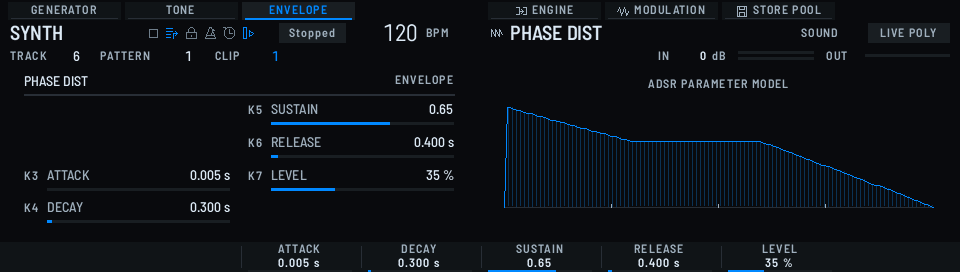 GENERATOR TONE ENVELOPE ENGINE MODULATION STORE POOL
SYNTH Stopped 120 BPM PHASE DIST SOUND LIVE POLY
TRACK 6 PATTERN 1 CLIP 1 IN 0 dB OUT
PHASE DIST ENVELOPE ADSR PARAMETER MODEL
K5 SUSTAIN 0.65
K6 RELEASE 0.400 s
K3 ATTACK 0.005 s K7 LEVEL 35 %
K4 DECAY 0.300 s
ATTACK DECAY SUSTAIN RELEASE LEVEL
0.005 s 0.300 s 0.65 0.400 s 35 %